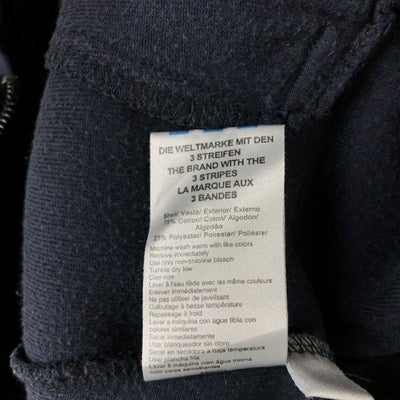 DIE WELTMARKE MIT DEN
3 STREIFEN
THE BRAND WITH THE
3 STRIPES
LA MARQUE AUX
3 BANDES
Shell/ Veste/ Exterior/ Externo
75% Cotton/ Coton/ Algodón/
Algodão
25% Polyester/ Polyester/ Poliéster
Machine wash warm with like colors
Remove immediately
Use only non-chlorine bleach
Tumble dry low
Cool iron
Laver à l'eau tiède avec les même couleurs
Enlever immédiatement
Ne pas utiliser de javelisant
Culbutage à basse température
Repassage à froid
Lavar a máquina con agua tibia con
colores similares
Sacar inmediatamente
Usar blanqueador sin cloro
Secar en secadora a baja temperatura
Usar plancha fria
Lavar à máquina com água morna
com cores semelhantes